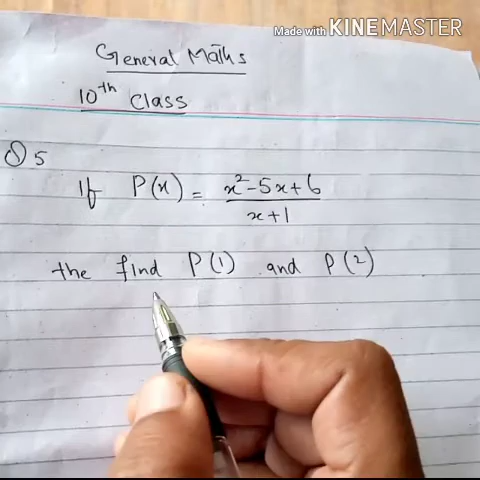 Made with KINEMASTER
General Maths
10th Class
Q5
If P(x) = x²-5x+6
x+1
the find P(1) and P(2)